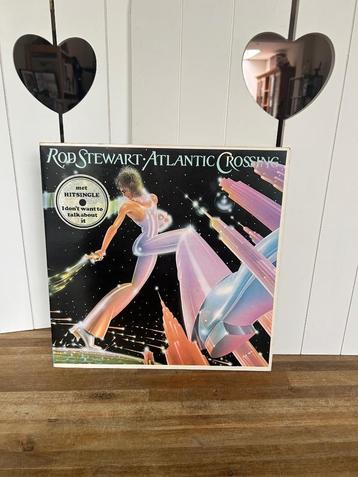 ROD STEWART · ATLANTIC CROSSING
met
HITSINGLE
I don't want to
talk about
it